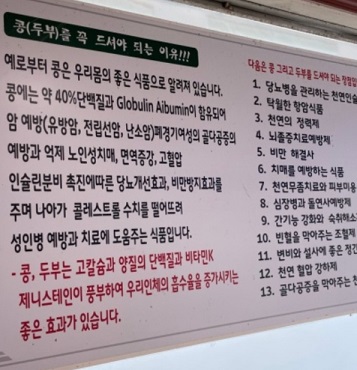 콩(두부)를 꼭 드셔야 되는 이유!!!
예로부터 콩은 우리몸의 좋은 식품으로 알려져 있습니다.
콩에는 약 40%단백질과 Globulin Aibumin이 함유되어
암 예방(유방암, 전립선암, 난소암)폐경기여성의 골다공증의
예방과 억제 노인성치매, 면역증강, 고혈압
인슐린분비 촉진에따른 당뇨개선효과, 비만방지효과를
주며 나아가 콜레스트롤 수치를 떨어뜨려
성인병 예방과 치료에 도움주는 식품입니다.
- 콩, 두부는 고칼슘과 양질의 단백질과 비타민K
제니스테인이 풍부하여 우리인체의 흡수율을 증가시키는
좋은 효과가 있습니다.
다음은 콩 그리고 두부를 드셔야 되는
1. 당뇨병을 관리하는 천연인슐
2. 탁월한 항암식품
3. 천연의 정력제
4. 뇌졸중치료예방제
5. 비만 해결사
6. 치매를 예방하는 식품
7. 천연무좀치료와 피부미용
8. 심장병과 돌연사예방제
9. 간기능 강화와 숙취해소
10. 빈혈을 막아주는 조혈제
11. 변비와 설사에 좋은 정
12. 천연 혈압 강하제
13. 골다공증을 막아주는